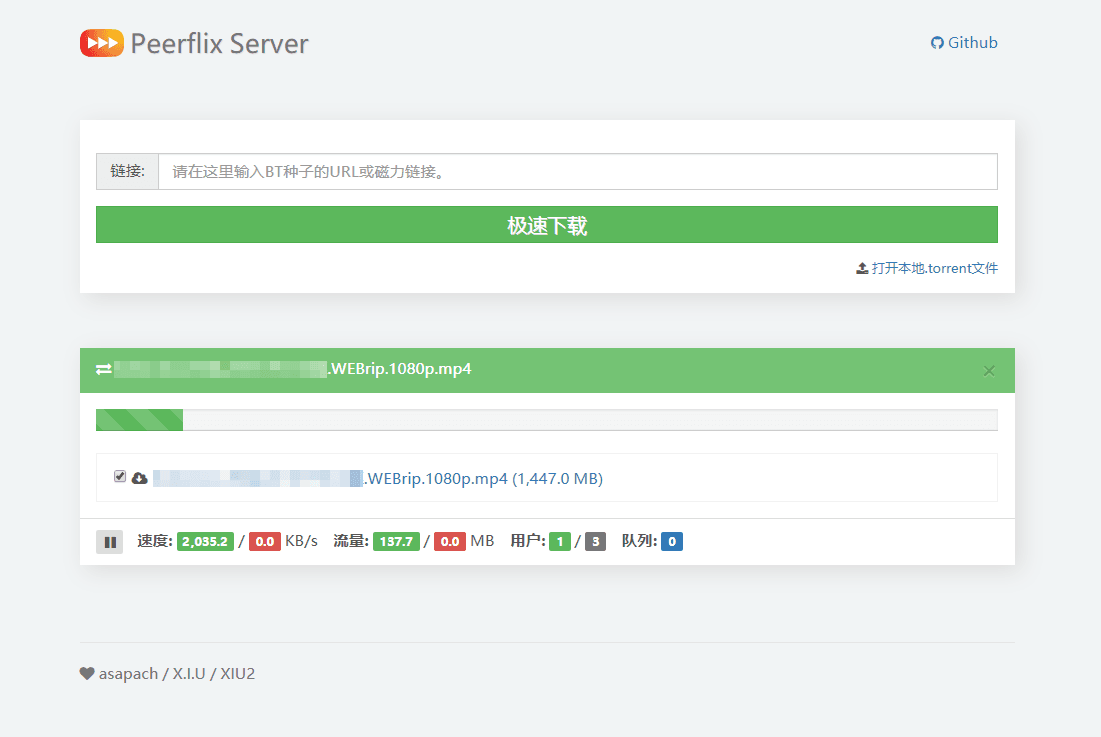 Peerflix Server
Github
链接: 请在这里输入BT种子的URL或磁力链接。
极速下载
打开本地.torrent文件
.WEBrip.1080p.mp4 ×
.WEBrip.1080p.mp4 (1,447.0 MB)
速度: 2,035.2 / 0.0 KB/s 流量: 137.7 / 0.0 MB 用户: 1 / 3 队列: 0
asapach / X.I.U / XIU2